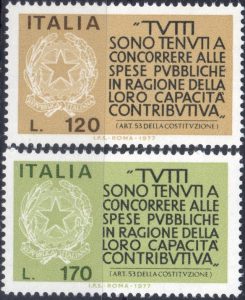 ITALIA
"TVTTI
SONO TENVTI A
CONCORRERE ALLE
SPESE PVBBLICHE
IN RAGIONE DELLA
LORO CAPACITÀ
CONTRIBVTIVA."
(ART. 53 DELLA COSTITVZIONE)
L. 120
I.P.S. - ROMA - 1977
ITALIA
"TVTTI
SONO TENVTI A
CONCORRERE ALLE
SPESE PVBBLICHE
IN RAGIONE DELLA
LORO CAPACITÀ
CONTRIBVTIVA."
(ART. 53 DELLA COSTITVZIONE)
L. 170
I.P.S. - ROMA - 1977